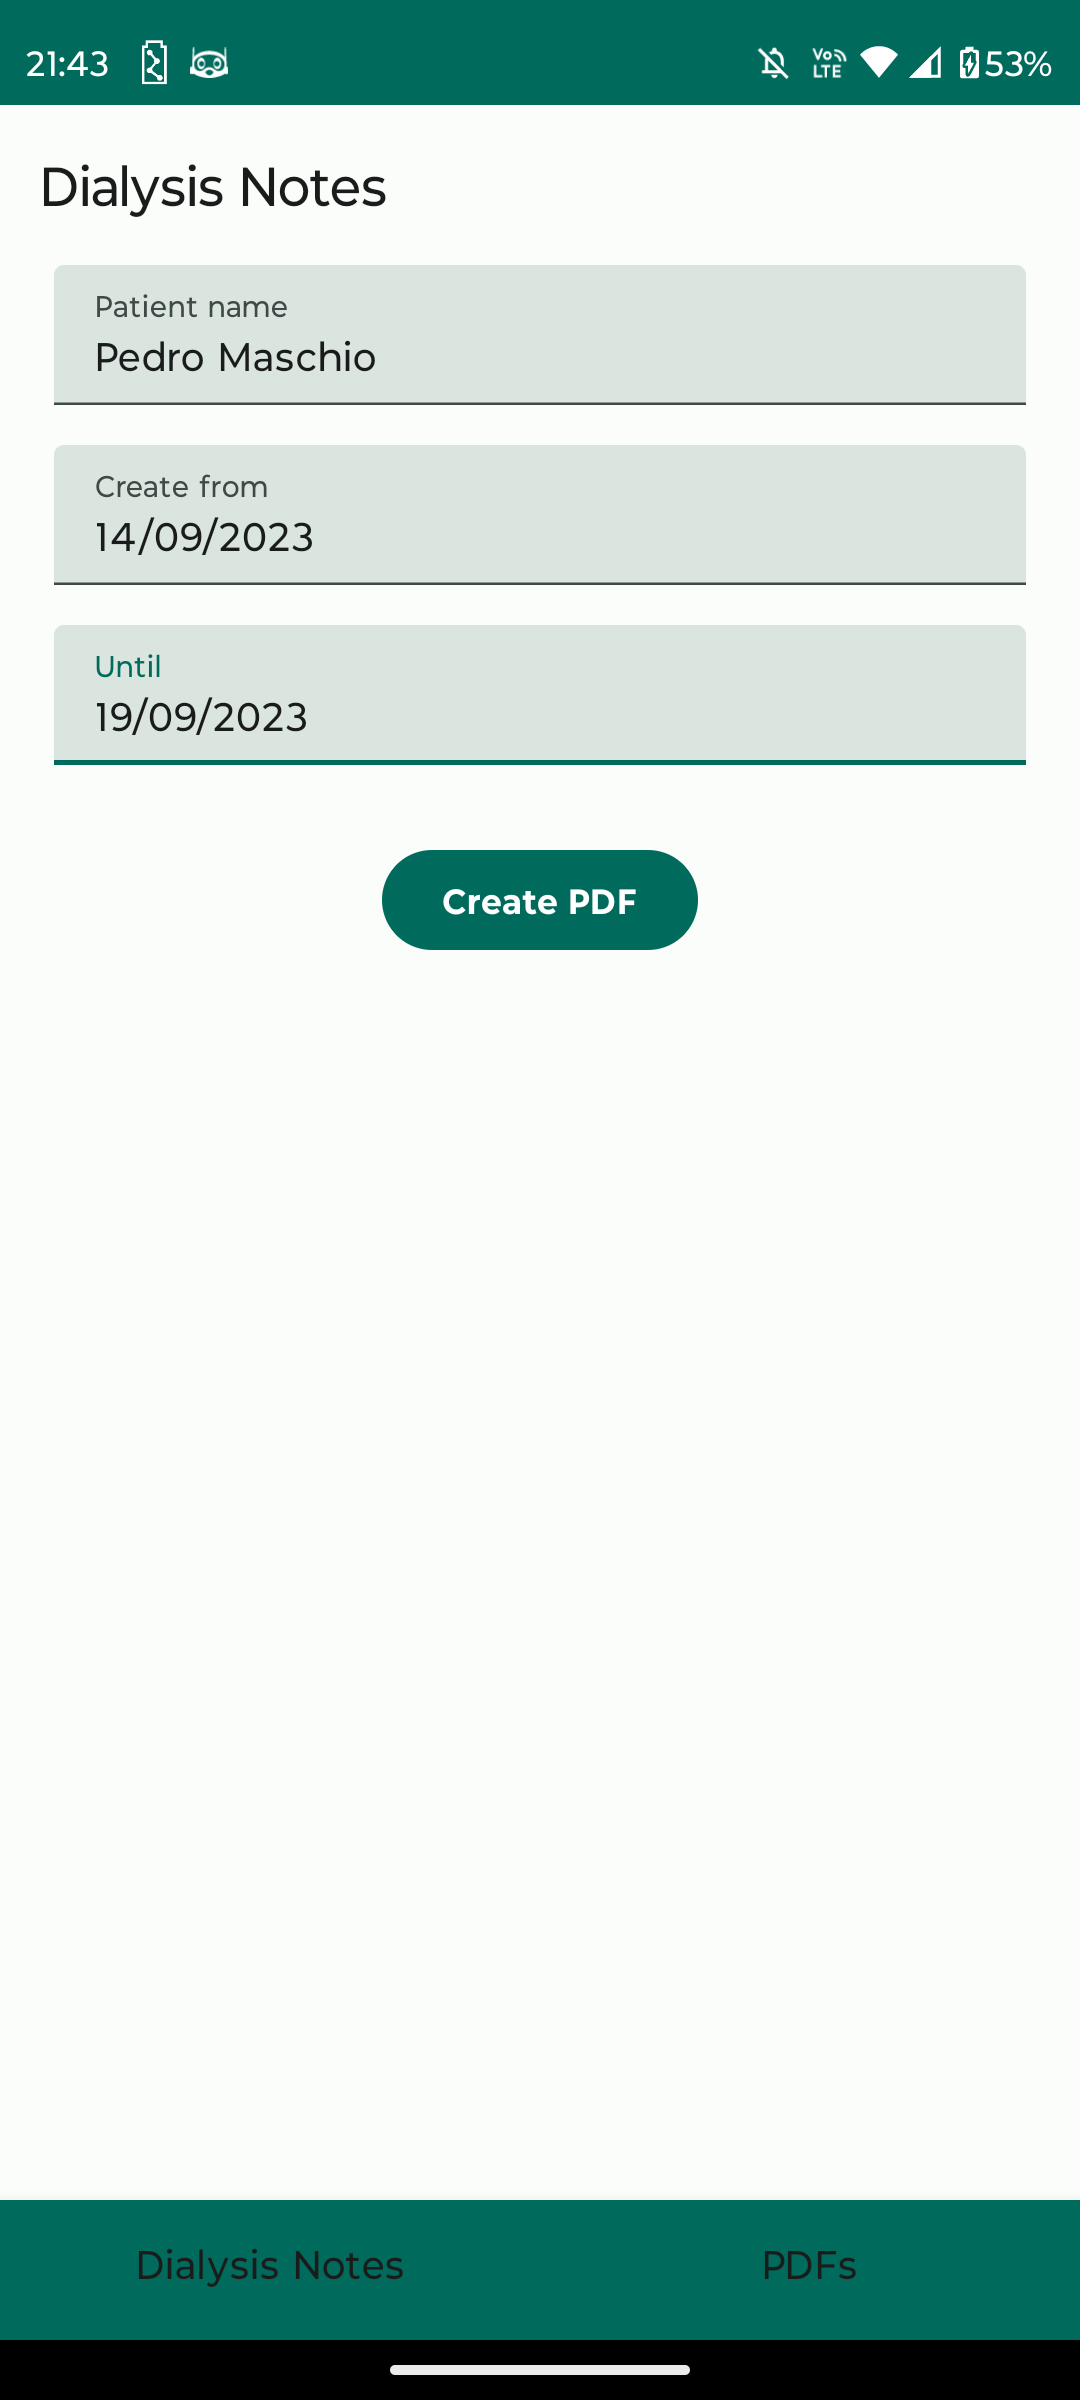 21:43 Vo LTE 53%
Dialysis Notes
Patient name
Pedro Maschio
Create from
14/09/2023
Until
19/09/2023
Create PDF
Dialysis Notes PDFs